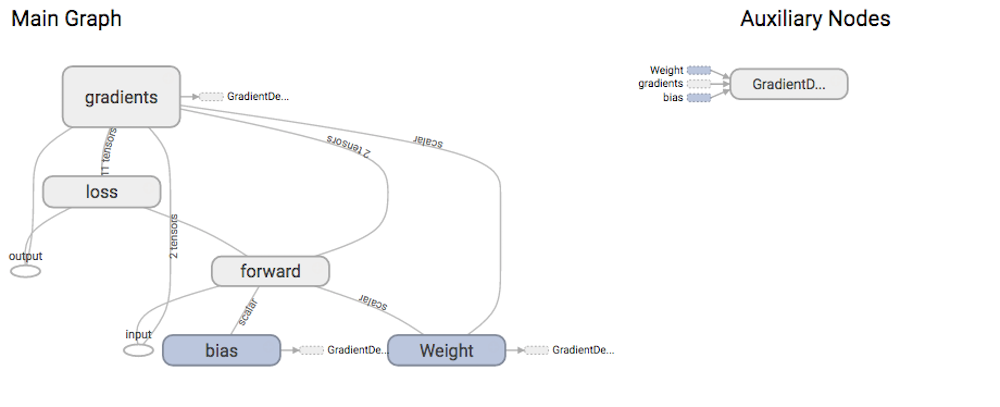 Main Graph
Auxiliary Nodes
gradients
GradientDe...
Weight
gradients
bias
GradientD...
11 tensors
2 tensors
scalar
loss
2 tensors
output
forward
scalar
scalar
input
bias
GradientDe...
Weight
GradientDe...